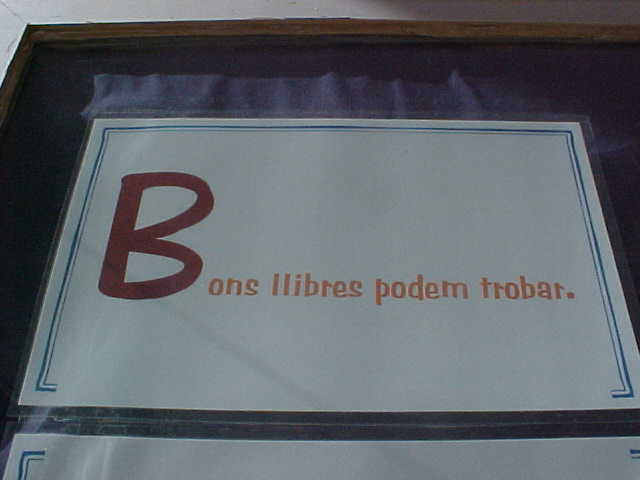 Bons llibres podem trobar.